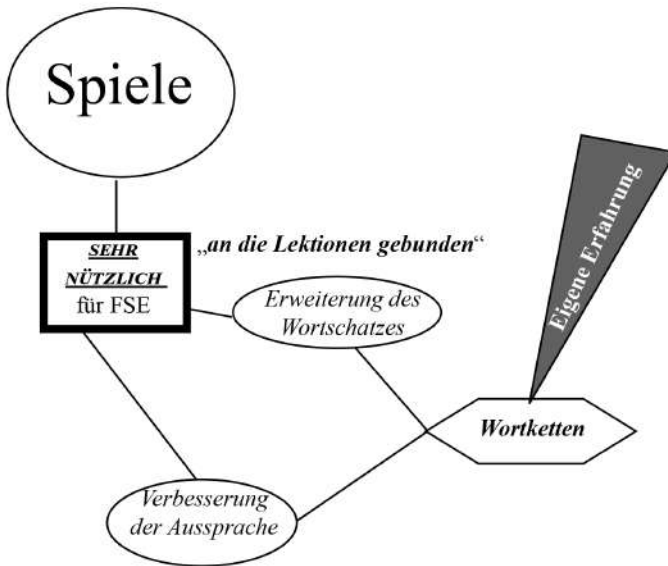 Spiele
SEHR
NÜTZLICH
für FSE
„an die Lektionen gebunden“
Erweiterung des
Wortschatzes
Eigene Erfahrung
Wortketten
Verbesserung
der Aussprache